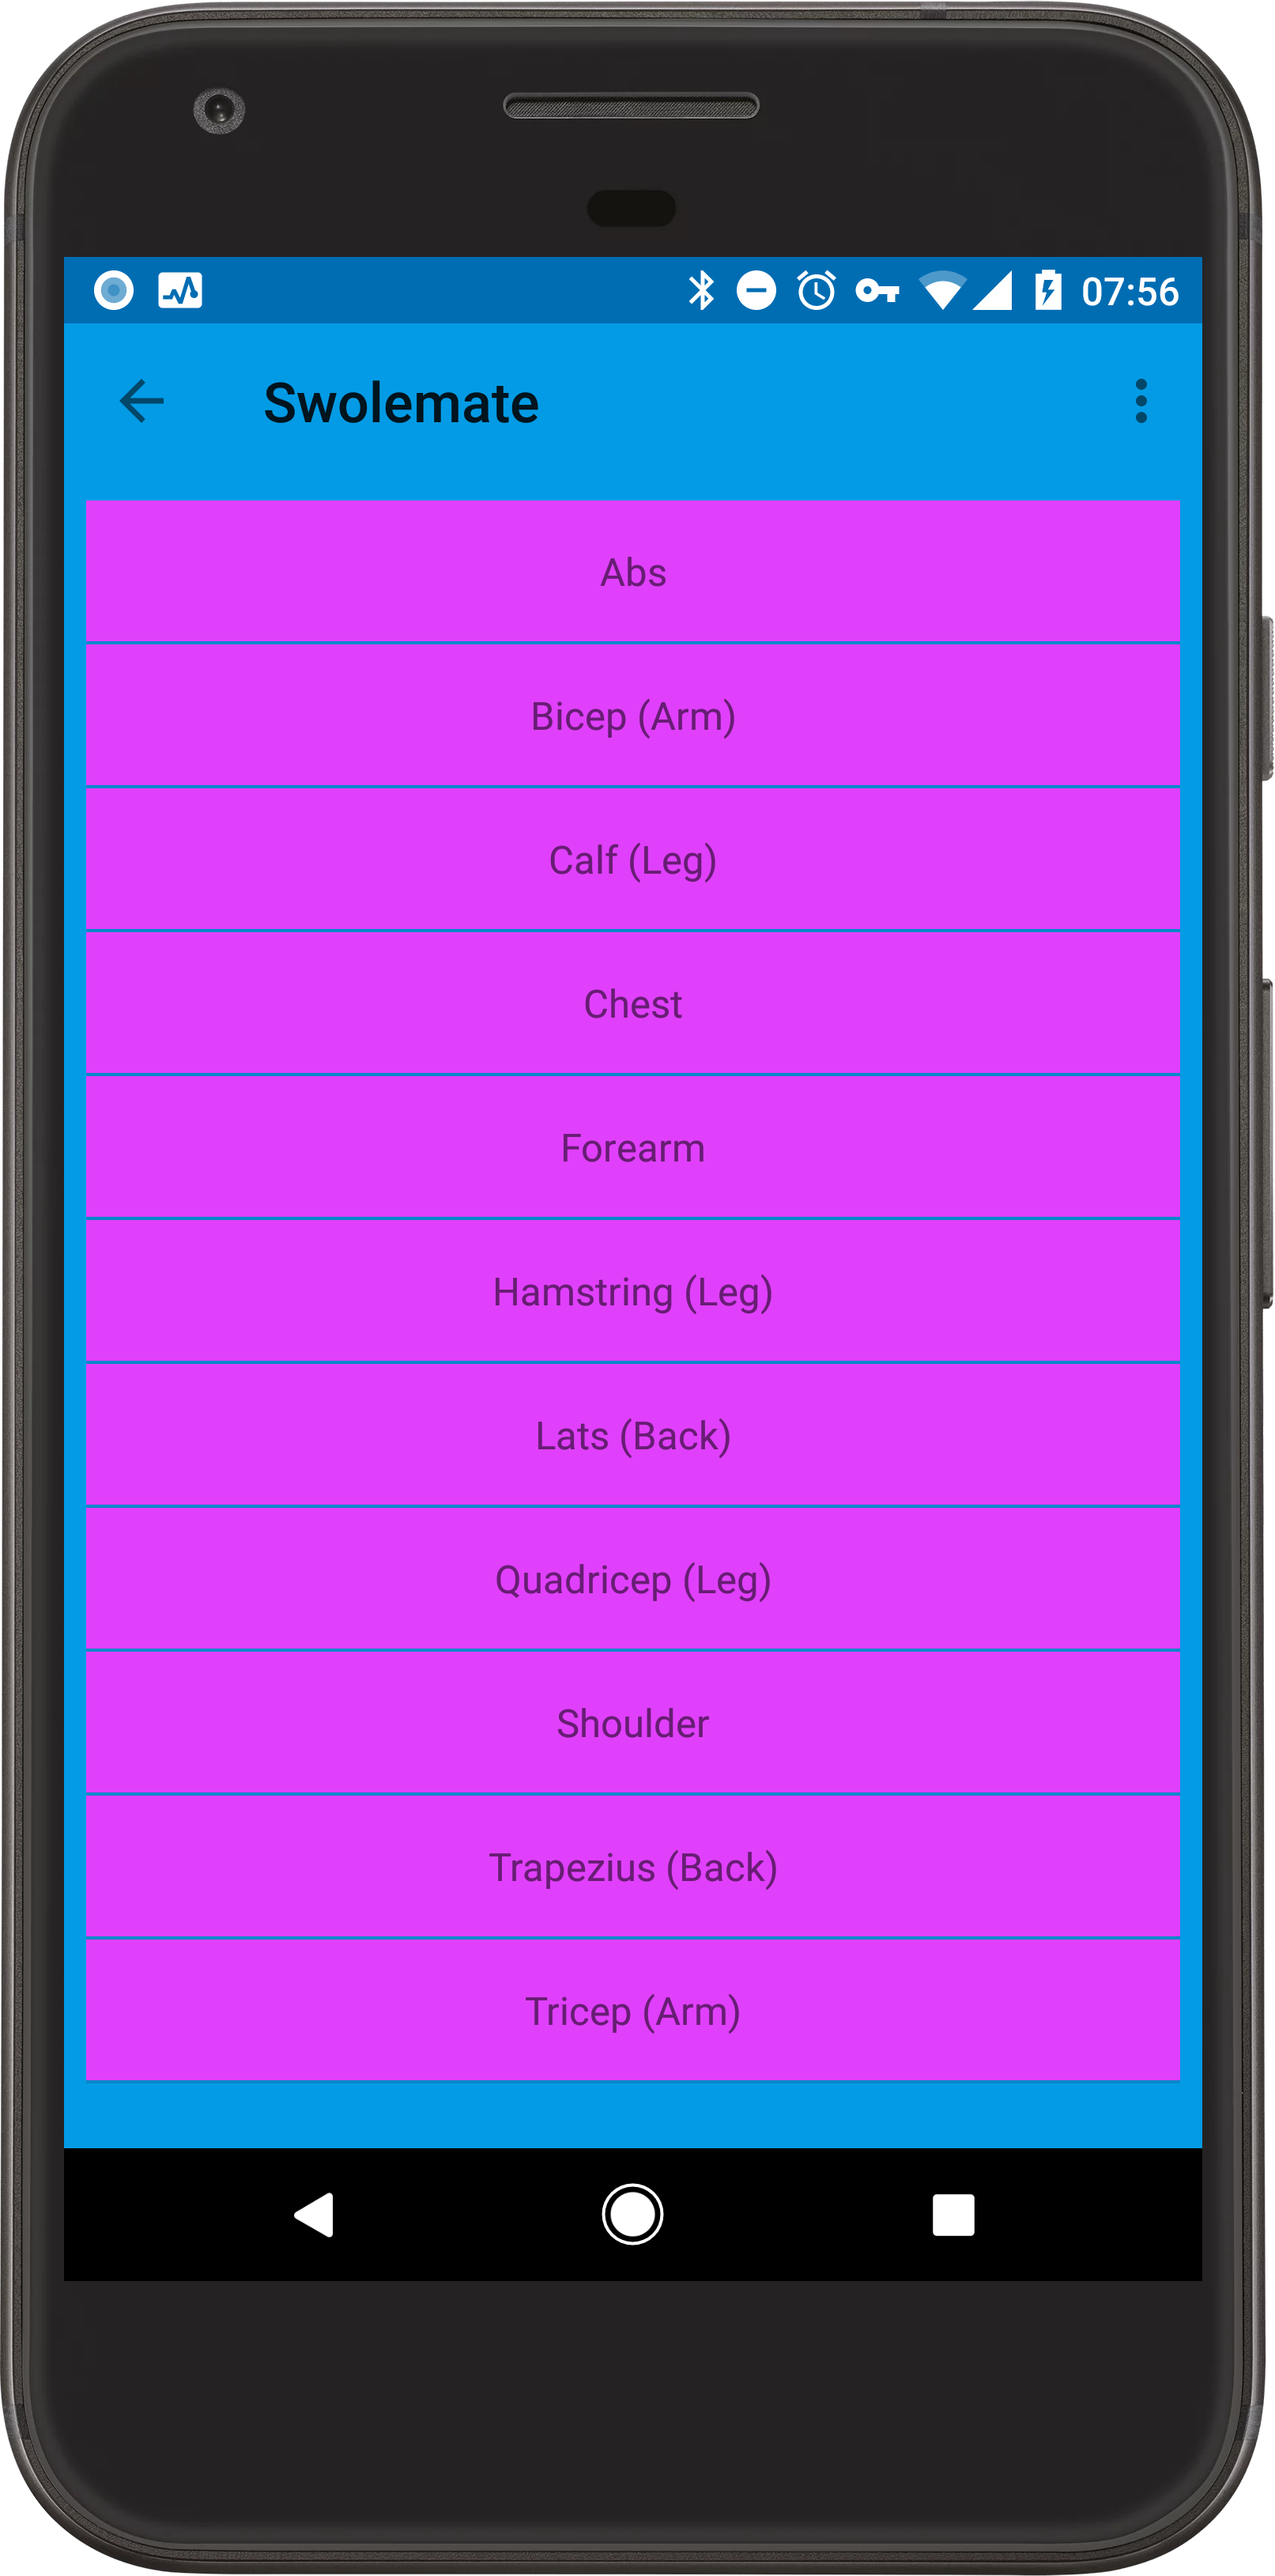 07:56
Swolemate
Abs
Bicep (Arm)
Calf (Leg)
Chest
Forearm
Hamstring (Leg)
Lats (Back)
Quadricep (Leg)
Shoulder
Trapezius (Back)
Tricep (Arm)